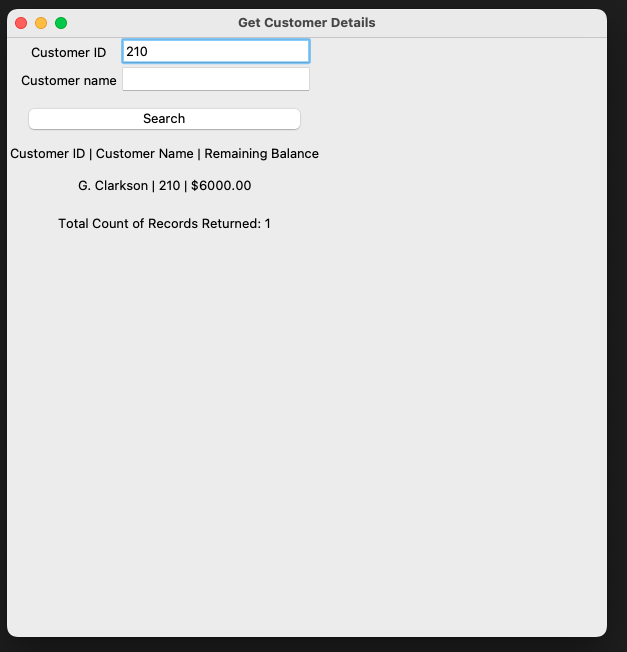 Get Customer Details
Customer ID 210
Customer name
Search
Customer ID | Customer Name | Remaining Balance
G. Clarkson | 210 | $6000.00
Total Count of Records Returned: 1